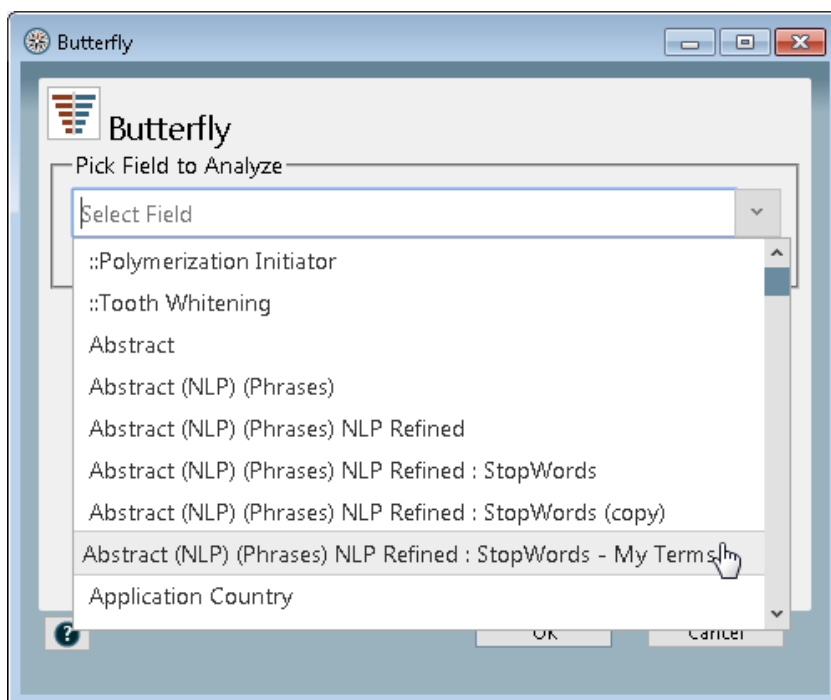 Butterfly
Butterfly
Pick Field to Analyze
Select Field
::Polymerization Initiator
::Tooth Whitening
Abstract
Abstract (NLP) (Phrases)
Abstract (NLP) (Phrases) NLP Refined
Abstract (NLP) (Phrases) NLP Refined : StopWords
Abstract (NLP) (Phrases) NLP Refined : StopWords (copy)
Abstract (NLP) (Phrases) NLP Refined : StopWords - My Terms
Application Country
? OK Cancel